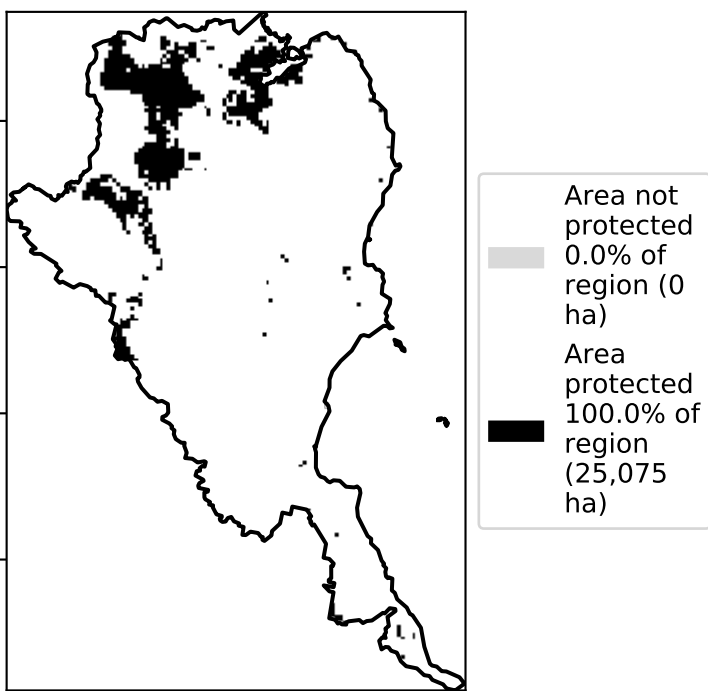 Area not
protected
0.0% of
region (0
ha)
Area
protected
100.0% of
region
(25,075
ha)